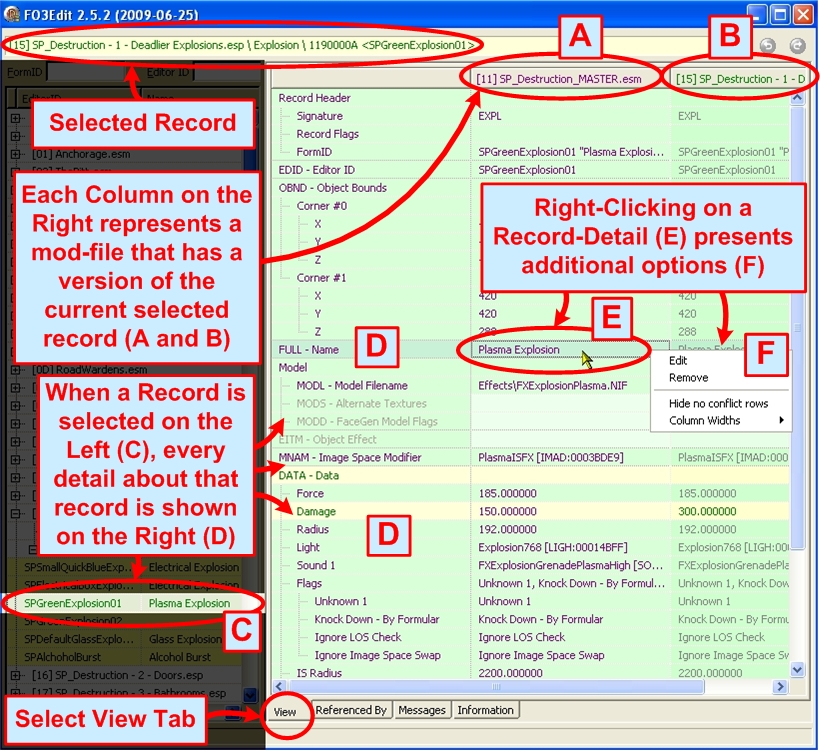 FO3Edit 2.5.2 (2009-06-25)
[15] SP_Destruction - 1 - Deadlier Explosions.esp \ Explosion \ 1190000A <SPGreenExplosion01>
A
B
FormID
Editor ID
[11] SP_Destruction_MASTER.esm
[15] SP_Destruction - 1 - D
EditorID
Name
Selected Record
[01] Anchorage.esm
Each Column on the
Right represents a
mod-file that has a
version of the
current selected
record (A and B)
[0D] RoadWardens.esp
When a Record is
selected on the
Left (C), every
detail about that
record is shown
on the Right (D)
SPSmallQuickBlueExp... Electrical Explosion
SPElectricalBoxExplo... Electrical Explosion
SPGreenExplosion01 Plasma Explosion
SPGreenExplosion02
SPDefaultGlassExplo... Glass Explosion
SPAlchoholBurst Alcohol Burst
C
[16] SP_Destruction - 2 - Doors.esp
[17] SP_Destruction - 3 - Bathrooms.esp
Select View Tab
Record Header
Signature EXPL EXPL
Record Flags
FormID SPGreenExplosion01 "Plasma Explosi... SPGreenExplosion01 "P
EDID - Editor ID SPGreenExplosion01 SPGreenExplosion01
OBND - Object Bounds
Corner #0
X
Y
Z
Corner #1
X 420 420
Y 420 420
Z 288 288
Right-Clicking on a
Record-Detail (E) presents
additional options (F)
D
E
F
FULL - Name Plasma Explosion
Edit
Remove
Hide no conflict rows
Column Widths
Model
MODL - Model Filename Effects\FXExplosionPlasma.NIF
MODS - Alternate Textures
MODD - FaceGen Model Flags
EITM - Object Effect
MNAM - Image Space Modifier PlasmaISFX [IMAD:0003BDE9] PlasmaISFX [IMAD:000
DATA - Data
Force 185.000000 185.000000
Damage 150.000000 300.000000
D
Radius 192.000000 192.000000
Light Explosion768 [LIGH:00014BFF] Explosion768 [LIGH:00
Sound 1 FXExplosionGrenadePlasmaHigh [SO... FXExplosionGrenadePlasm
Flags Unknown 1, Knock Down - By Formul... Unknown 1, Knock Down
Unknown 1 Unknown 1 Unknown 1
Knock Down - By Formular Knock Down - By Formular Knock Down - By Formul
Ignore LOS Check Ignore LOS Check Ignore LOS Check
Ignore Image Space Swap Ignore Image Space Swap Ignore Image Space Sw
IS Radius 2200.000000 2200.000000
View
Referenced By
Messages
Information